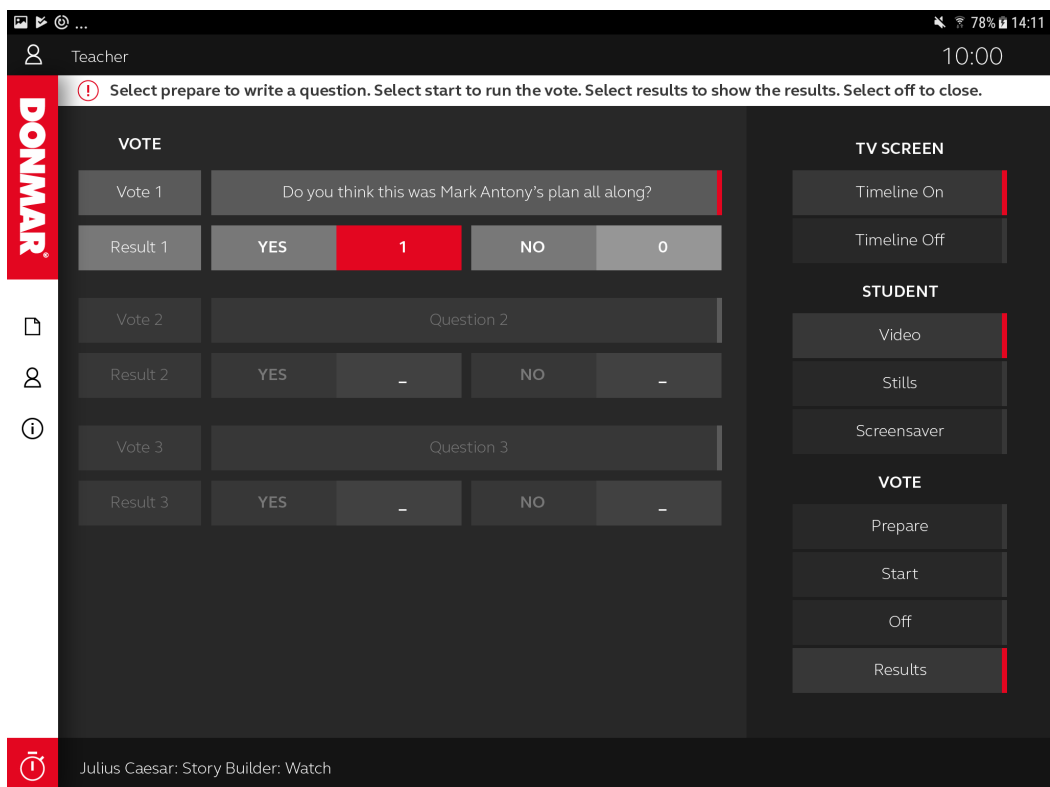 ... 78% 14:11
Teacher 10:00
Select prepare to write a question. Select start to run the vote. Select results to show the results. Select off to close.
DONMAR®
VOTE
Vote 1 Do you think this was Mark Antony’s plan all along?
Result 1 YES 1 NO 0
Vote 2 Question 2
Result 2 YES _ NO _
Vote 3 Question 3
Result 3 YES _ NO _
TV SCREEN
Timeline On
Timeline Off
STUDENT
Video
Stills
Screensaver
VOTE
Prepare
Start
Off
Results
Julius Caesar: Story Builder: Watch